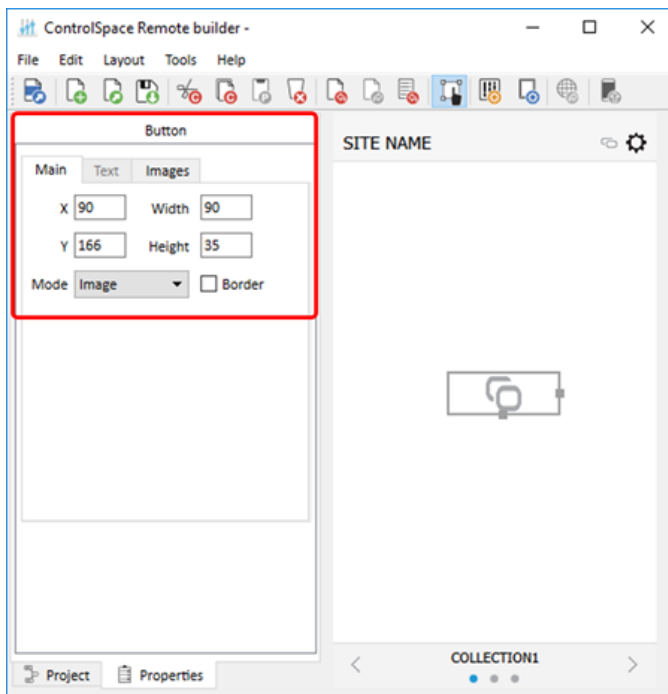 ControlSpace Remote builder -
File Edit Layout Tools Help
Button
Main Text Images
X 90 Width 90
Y 166 Height 35
Mode Image Border
Project Properties
SITE NAME
COLLECTION1